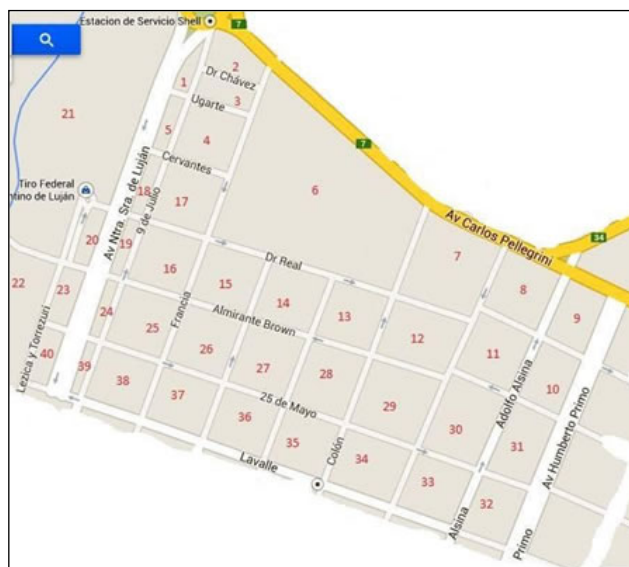 Estacion de Servicio Shell
7
2
Dr Chávez
1
3
Ugarte
21
5
4
7
Cervantes
Tiro Federal
ntino de Luján
18
17
6
Av Ntra. Sra. de Luján
9 de Julio
Av Carlos Pellegrini
34
20
19
Dr Real
7
16
22
23
15
8
14
9
24
Francia
Almirante Brown
13
25
12
Lezica y Torrezuri
26
11
40
39
27
28
38
10
37
25 de Mayo
29
Adolfo Alsina
36
30
Av Humberto Primo
35
31
Colón
34
Lavalle
33
32
Alsina
Primo